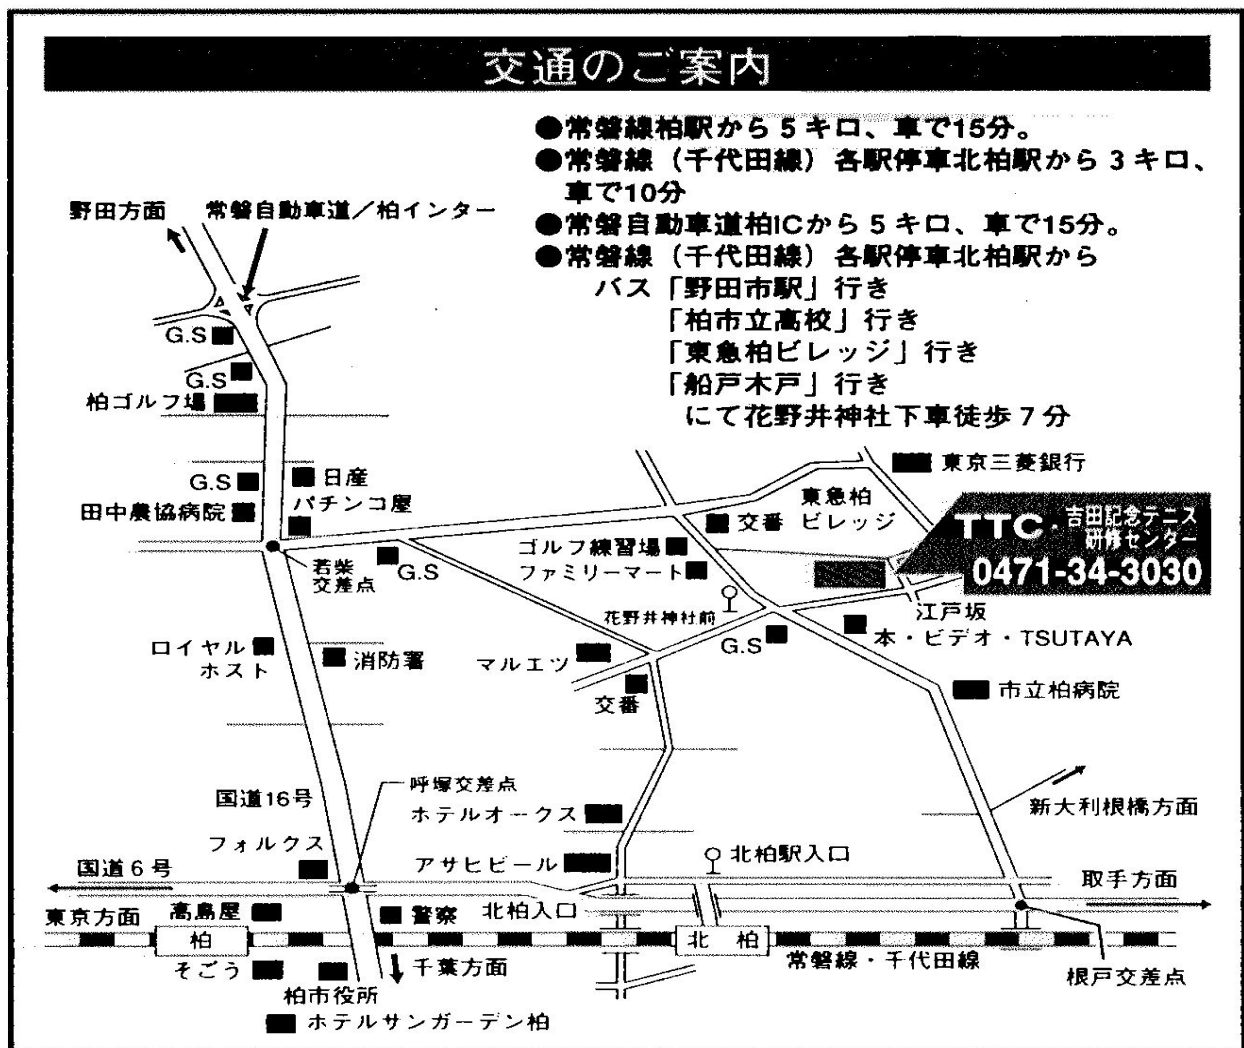 交通のご案内
●常磐線柏駅から5キロ、車で15分。
●常磐線（千代田線）各駅停車北柏駅から3キロ、
車で10分
●常磐自動車道柏ICから5キロ、車で15分。
●常磐線（千代田線）各駅停車北柏駅から
バス「野田市駅」行き
「柏市立高校」行き
「東急柏ビレッジ」行き
「船戸木戸」行き
にて花野井神社下車徒歩7分
野田方面
常磐自動車道／柏インター
G.S
G.S
柏ゴルフ場
G.S
日産
田中農協病院
パチンコ屋
若柴
交差点
G.S
東京三菱銀行
東急柏
ビレッジ
交番
ゴルフ練習場
ファミリーマート
TTC・吉田記念テニス
研修センター
0471-34-3030
花野井神社前
江戸坂
G.S
本・ビデオ・TSUTAYA
ロイヤル
ホスト
消防署
マルエツ
交番
市立柏病院
国道16号
呼塚交差点
ホテルオークス
新大利根橋方面
フォルクス
アサヒビール
北柏駅入口
国道6号
取手方面
東京方面
高島屋
警察
北柏入口
柏
北柏
常磐線・千代田線
そごう
千葉方面
根戸交差点
柏市役所
ホテルサンガーデン柏